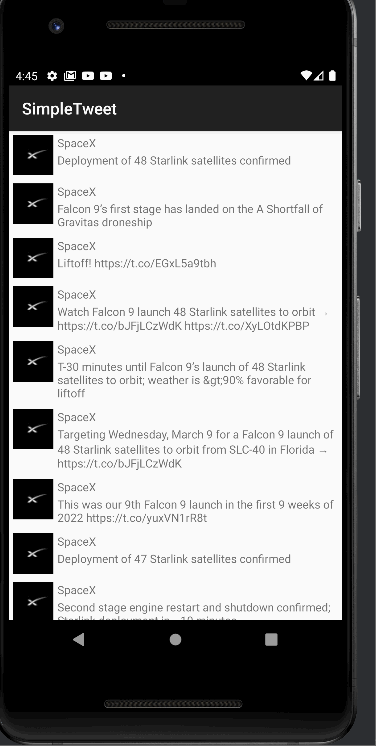 4:45
SimpleTweet
SpaceX
Deployment of 48 Starlink satellites confirmed
SpaceX
Falcon 9's first stage has landed on the A Shortfall of
Gravitas droneship
SpaceX
Liftoff! https://t.co/EGxL5a9tbh
SpaceX
Watch Falcon 9 launch 48 Starlink satellites to orbit →
https://t.co/bJFjLCzWdK https://t.co/XyLOtdKPBP
SpaceX
T-30 minutes until Falcon 9's launch of 48 Starlink
satellites to orbit; weather is &gt;90% favorable for
liftoff
SpaceX
Targeting Wednesday, March 9 for a Falcon 9 launch of
48 Starlink satellites to orbit from SLC-40 in Florida →
https://t.co/bJFjLCzWdK
SpaceX
This was our 9th Falcon 9 launch in the first 9 weeks of
2022 https://t.co/yuxVN1rR8t
SpaceX
Deployment of 47 Starlink satellites confirmed
SpaceX
Second stage engine restart and shutdown confirmed;
Starlink deployment in ~10 minutes